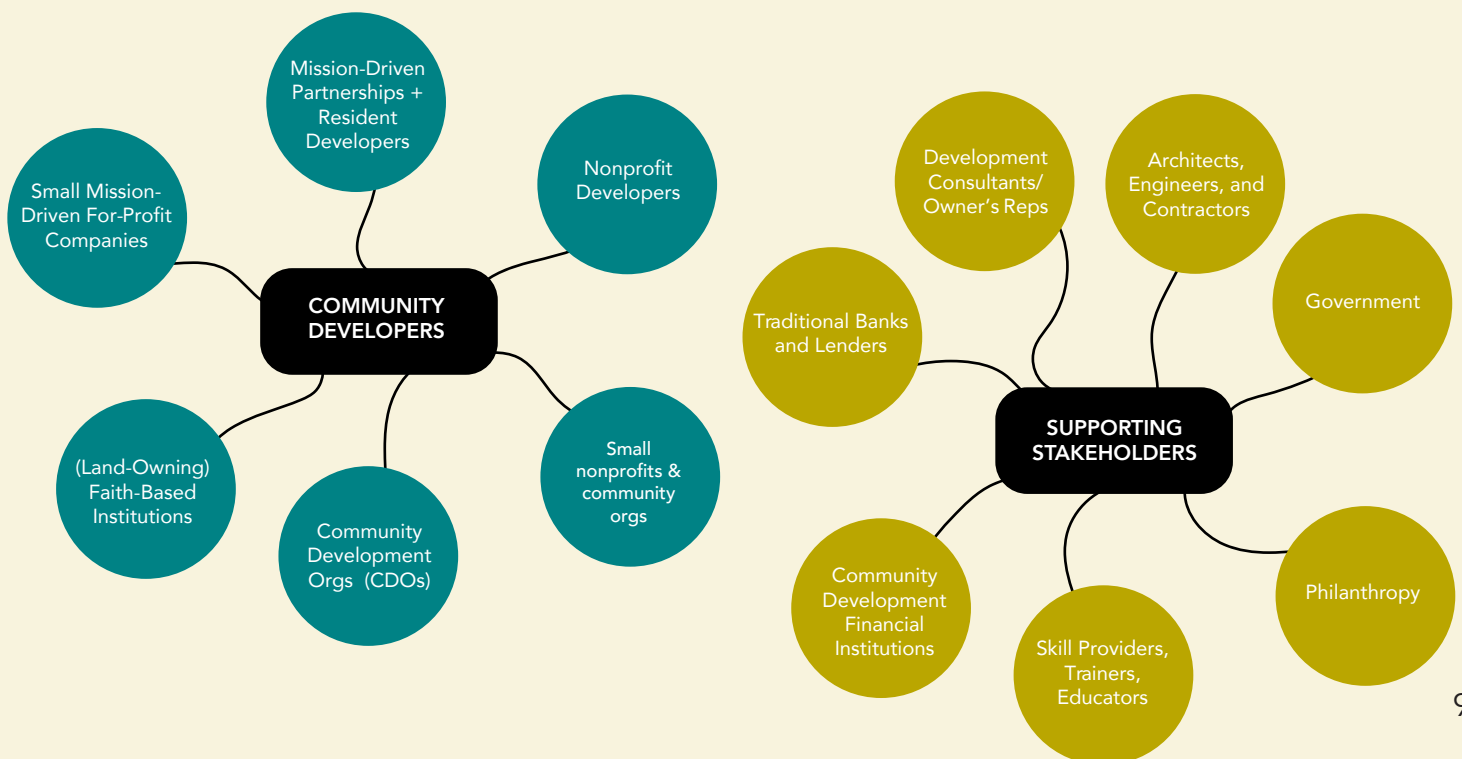 Mission-Driven
Partnerships +
Resident
Developers
Nonprofit
Developers
Small Mission-
Driven For-Profit
Companies
COMMUNITY
DEVELOPERS
(Land-Owning)
Faith-Based
Institutions
Community
Development
Orgs (CDOs)
Small
nonprofits &
community
orgs
Development
Consultants/
Owner's Reps
Architects,
Engineers, and
Contractors
Government
Traditional Banks
and Lenders
SUPPORTING
STAKEHOLDERS
Community
Development
Financial
Institutions
Skill Providers,
Trainers,
Educators
Philanthropy
9